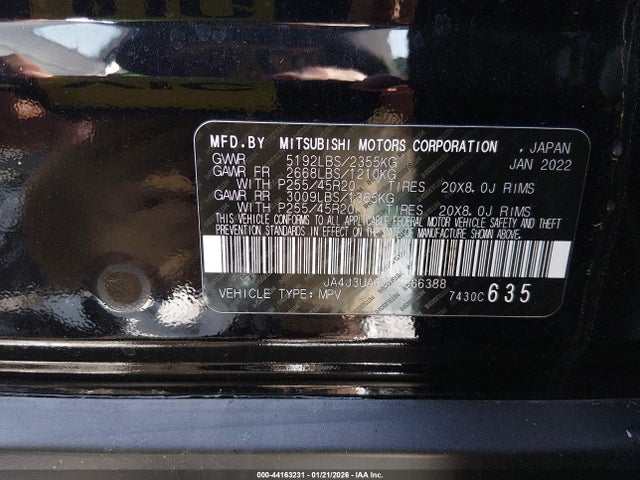 MFD.BY MITSUBISHI MOTORS CORPORATION , JAPAN
GVWR 5192LBS/2355KG JAN 2022
GAWR FR 2668LBS/1210KG
WITH P255/45R20 TIRES 20X8.0J RIMS
GAWR RR 3009LBS/1365KG
WITH P255/45R20 TIRES 20X8.0J RIMS
THIS VEHICLE CONFORMS TO ALL APPLICABLE FEDERAL MOTOR VEHICLE SAFETY AND THEFT
PREVENTION STANDARDS IN EFFECT ON THE DATE OF MANUFACTURE SHOWN ABOVE.
VEHICLE TYPE:MPV 7430C 635
000-44163231 - 01/21/2026 - IAA Inc.